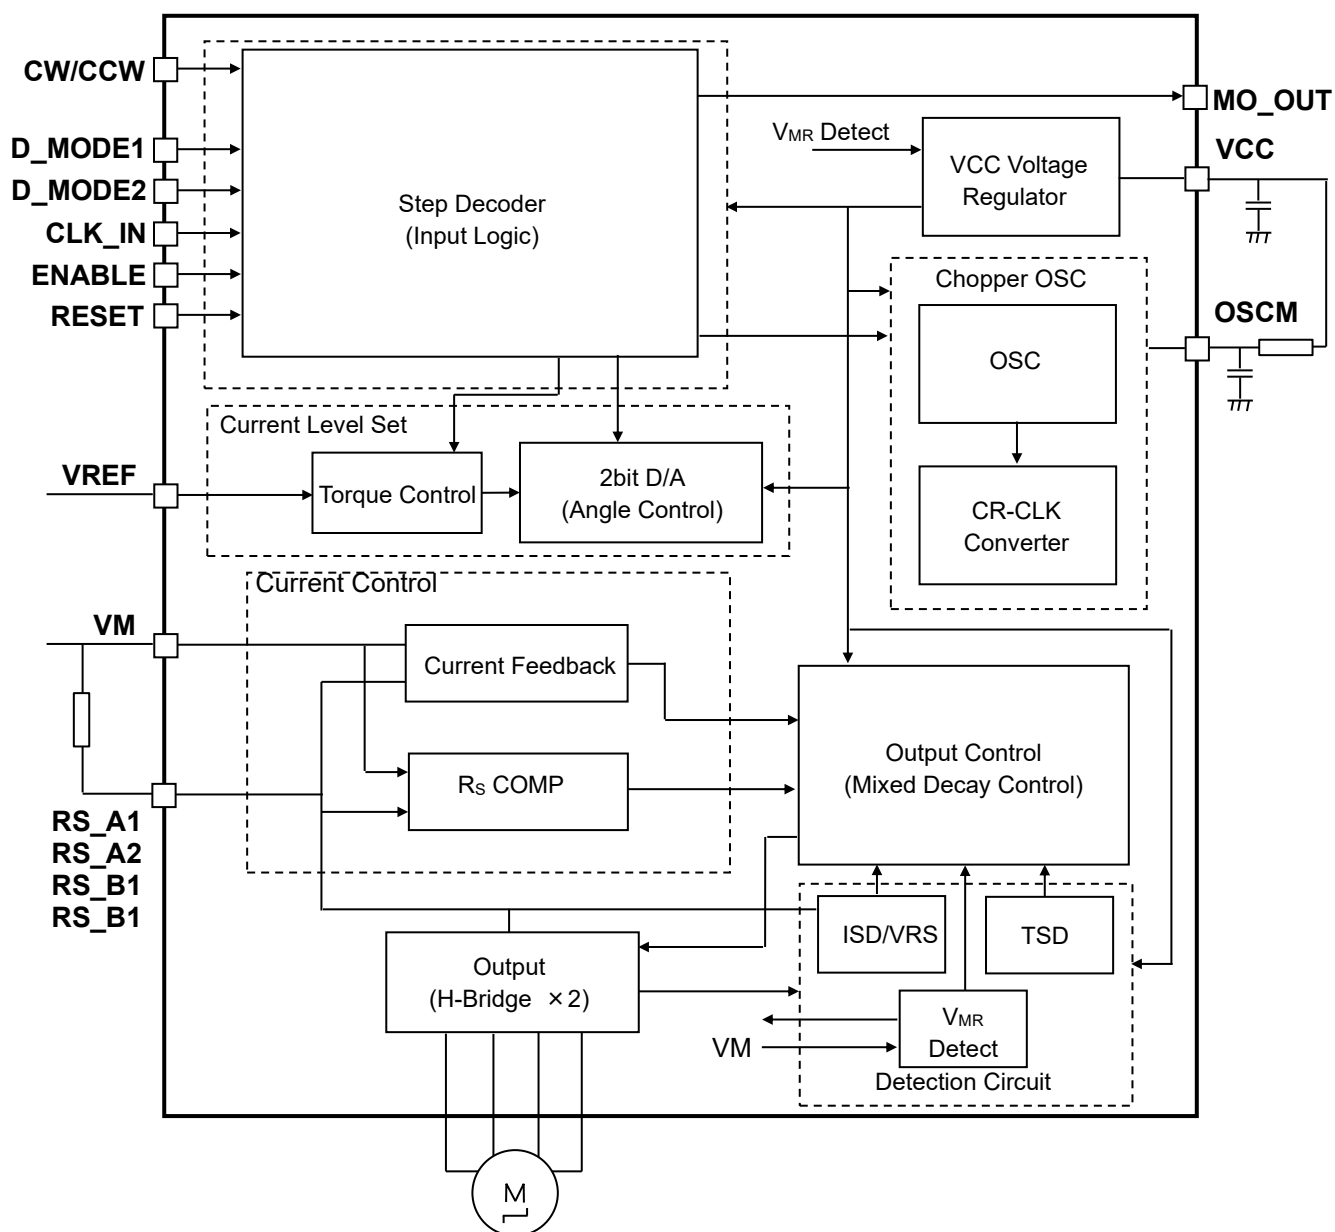 CW/CCW
D_MODE1
D_MODE2
CLK_IN
ENABLE
RESET
Step Decoder
(Input Logic)
MO_OUT
VMR Detect
VCC Voltage
Regulator
VCC
Chopper OSC
OSC
OSCM
CR-CLK
Converter
Current Level Set
VREF
Torque Control
2bit D/A
(Angle Control)
Current Control
VM
Current Feedback
RS COMP
Output Control
(Mixed Decay Control)
RS_A1
RS_A2
RS_B1
RS_B1
ISD/VRS
TSD
Output
(H-Bridge ×2)
VMR
Detect
VM
Detection Circuit
M